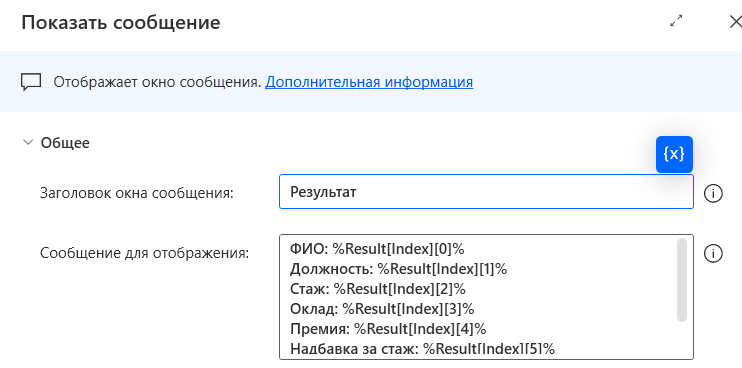 Показать сообщение
Отображает окно сообщения. Дополнительная информация
Общее
{x}
Заголовок окна сообщения:
Результат
Сообщение для отображения:
ФИО: %Result[Index][0]%
Должность: %Result[Index][1]%
Стаж: %Result[Index][2]%
Оклад: %Result[Index][3]%
Премия: %Result[Index][4]%
Надбавка за стаж: %Result[Index][5]%